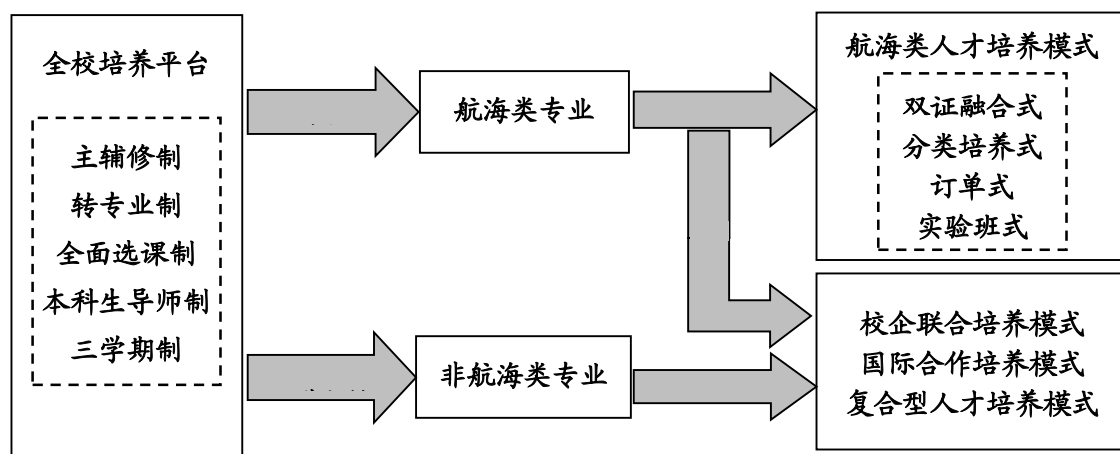 全校培养平台
主辅修制
转专业制
全面选课制
本科生导师制
三学期制
航海类专业
非航海类专业
航海类人才培养模式
双证融合式
分类培养式
订单式
实验班式
校企联合培养模式
国际合作培养模式
复合型人才培养模式